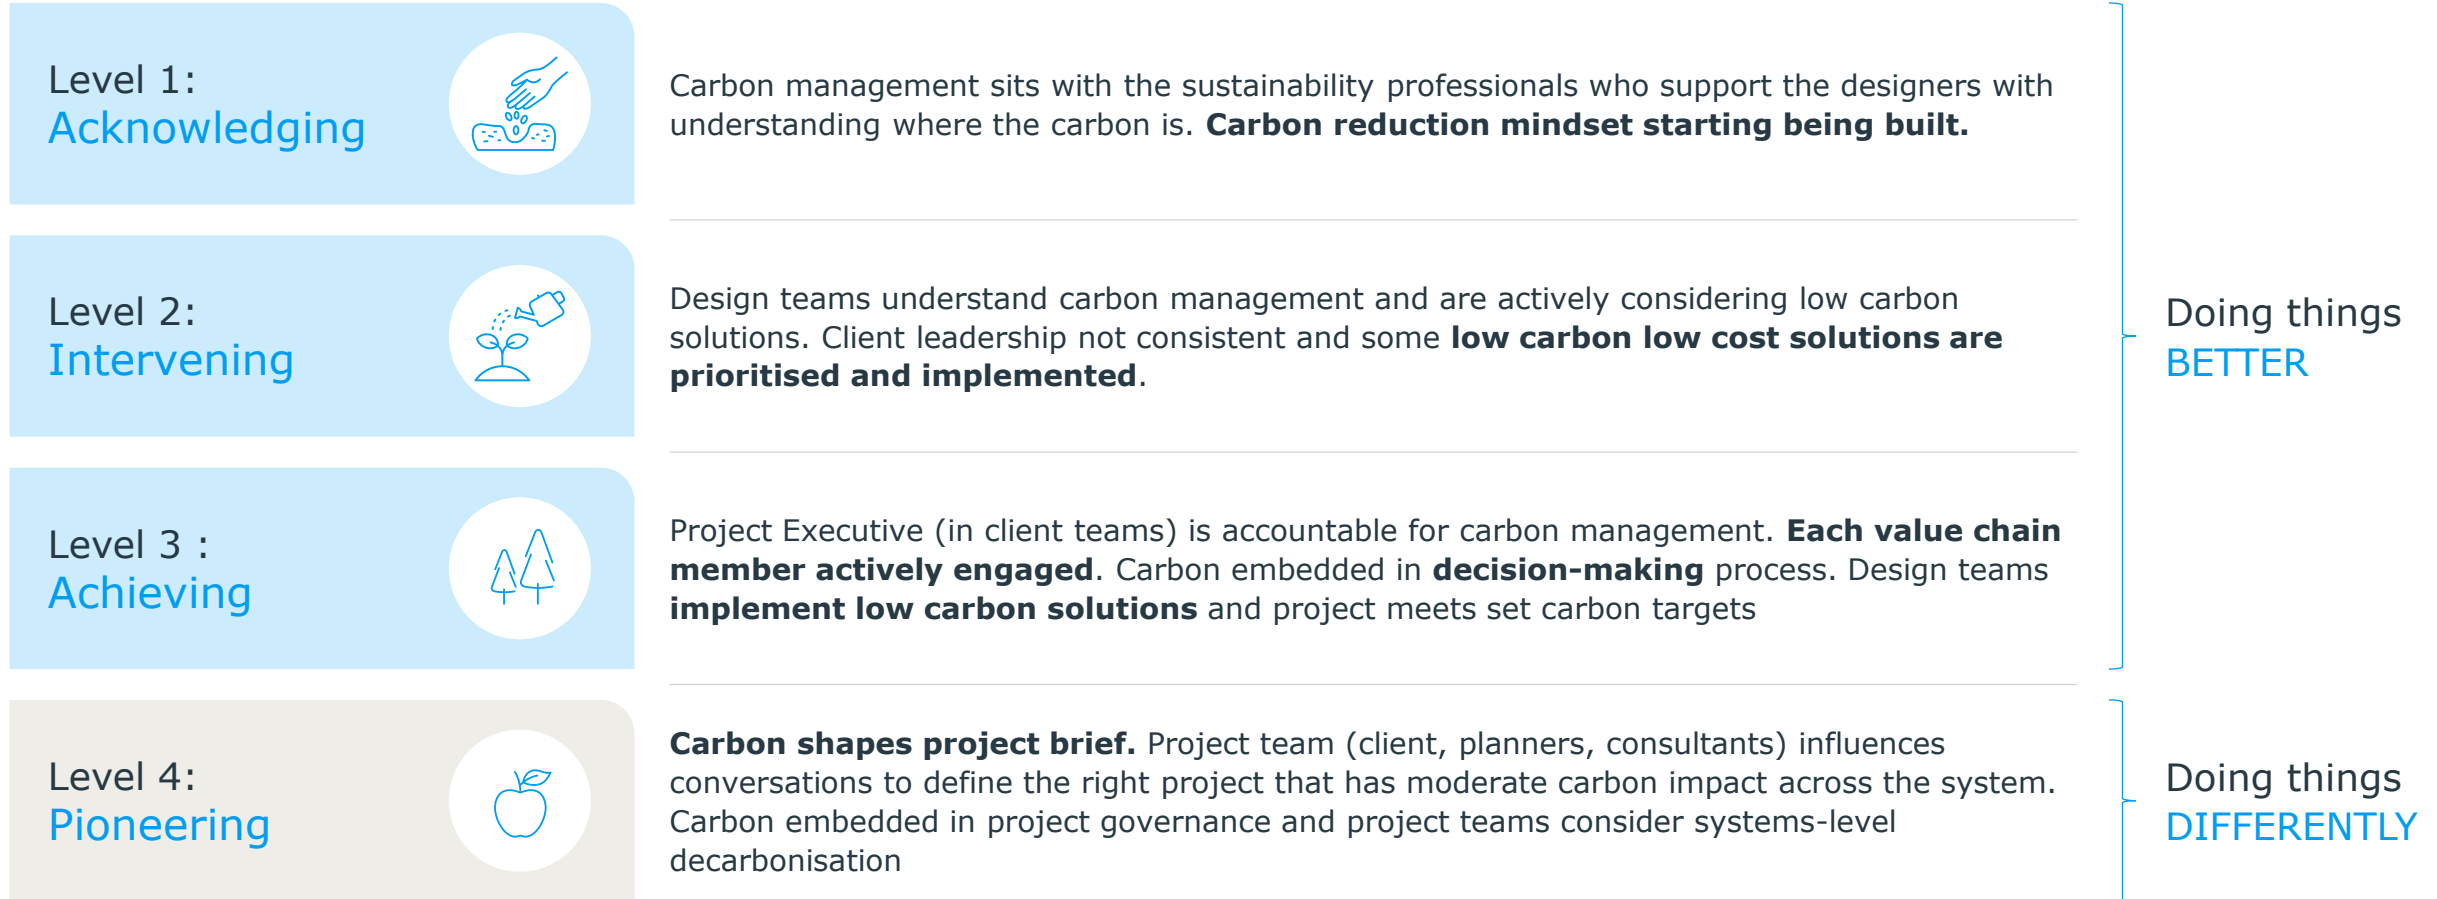 Level 1:
Acknowledging
Carbon management sits with the sustainability professionals who support the designers with
understanding where the carbon is. Carbon reduction mindset starting being built.
Level 2:
Intervening
Design teams understand carbon management and are actively considering low carbon
solutions. Client leadership not consistent and some low carbon low cost solutions are
prioritised and implemented.
Doing things
BETTER
Level 3 :
Achieving
Project Executive (in client teams) is accountable for carbon management. Each value chain
member actively engaged. Carbon embedded in decision-making process. Design teams
implement low carbon solutions and project meets set carbon targets
Level 4:
Pioneering
Carbon shapes project brief. Project team (client, planners, consultants) influences
conversations to define the right project that has moderate carbon impact across the system.
Carbon embedded in project governance and project teams consider systems-level
decarbonisation
Doing things
DIFFERENTLY